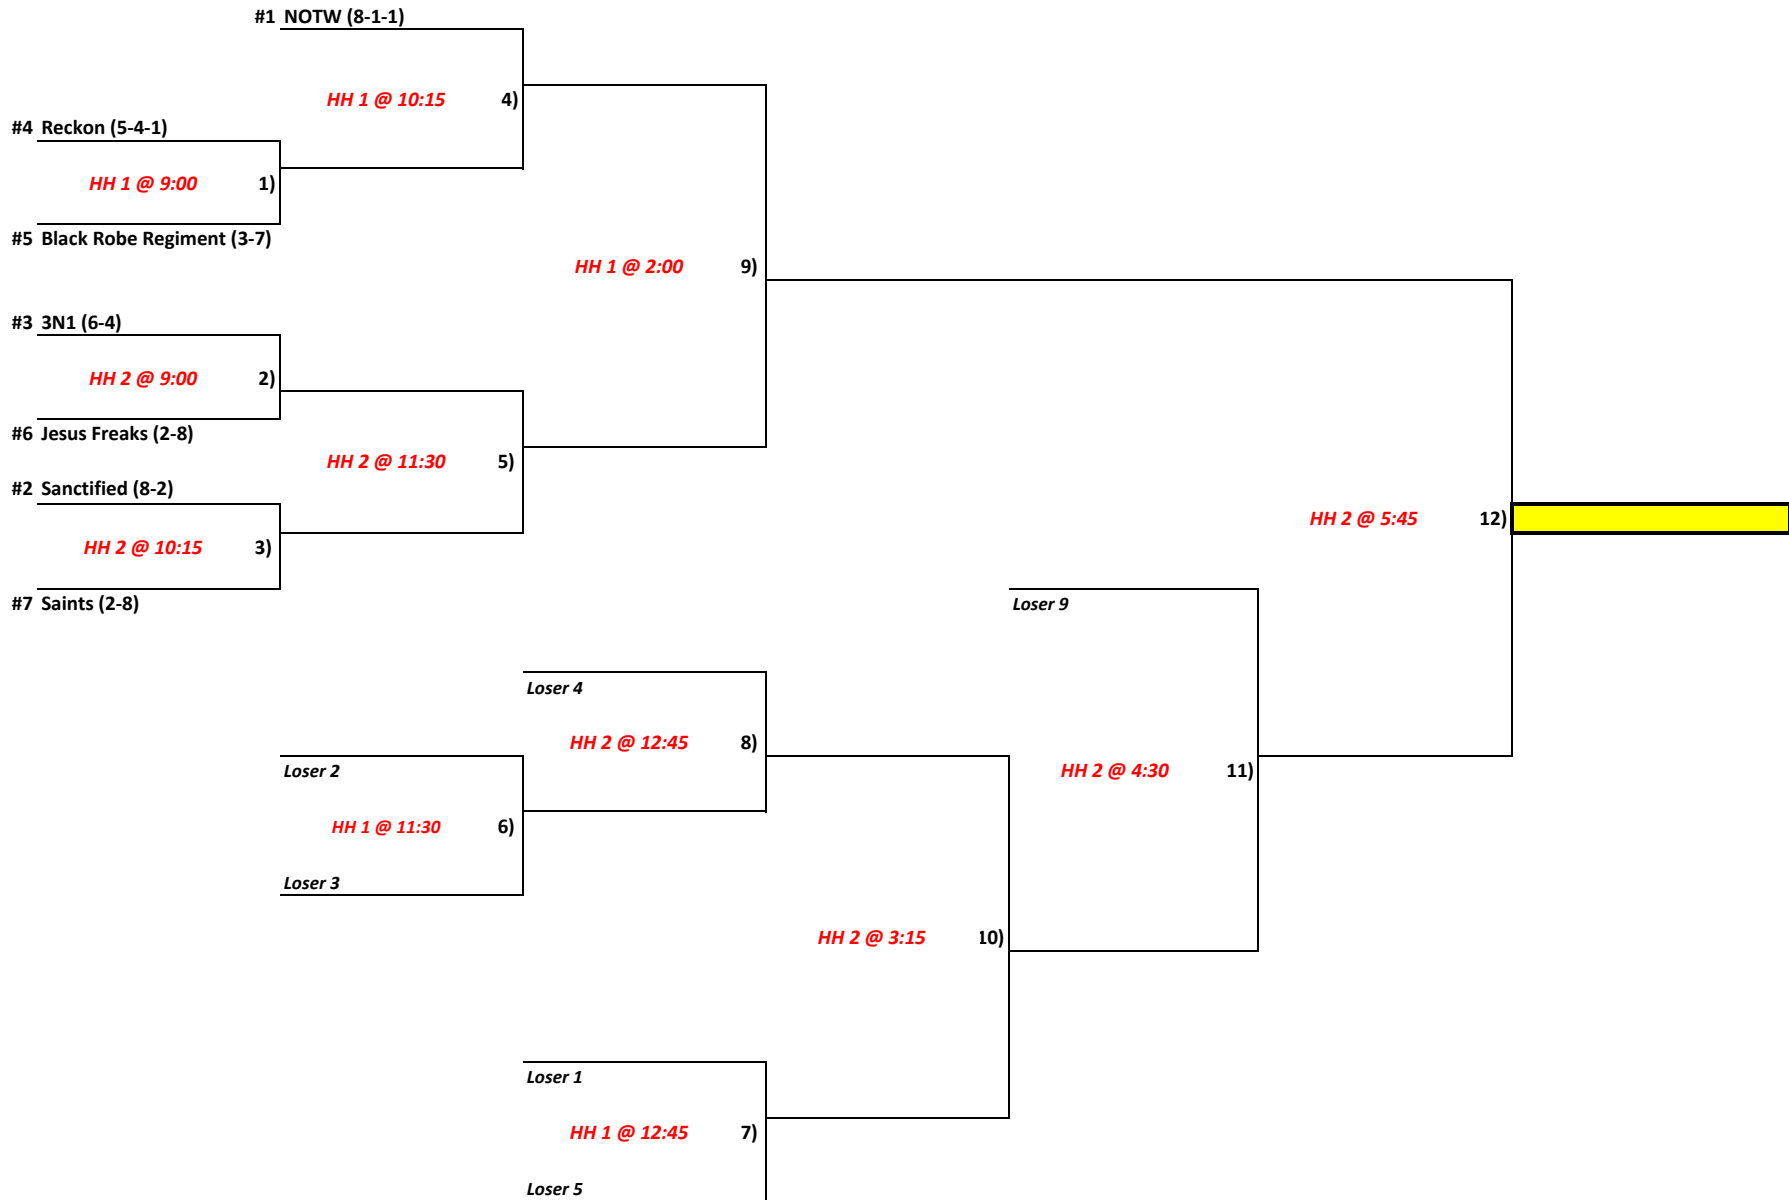 #1 NOTW (8-1-1)
HH 1 @ 10:15 4)
#4 Reckon (5-4-1)
HH 1 @ 9:00 1)
#5 Black Robe Regiment (3-7)
HH 1 @ 2:00 9)
#3 3N1 (6-4)
HH 2 @ 9:00 2)
#6 Jesus Freaks (2-8)
HH 2 @ 11:30 5)
#2 Sanctified (8-2)
HH 2 @ 5:45 12)
HH 2 @ 10:15 3)
#7 Saints (2-8)
Loser 9
Loser 4
HH 2 @ 12:45 8)
Loser 2
HH 2 @ 4:30 11)
HH 1 @ 11:30 6)
Loser 3
HH 2 @ 3:15 10)
Loser 1
HH 1 @ 12:45 7)
Loser 5